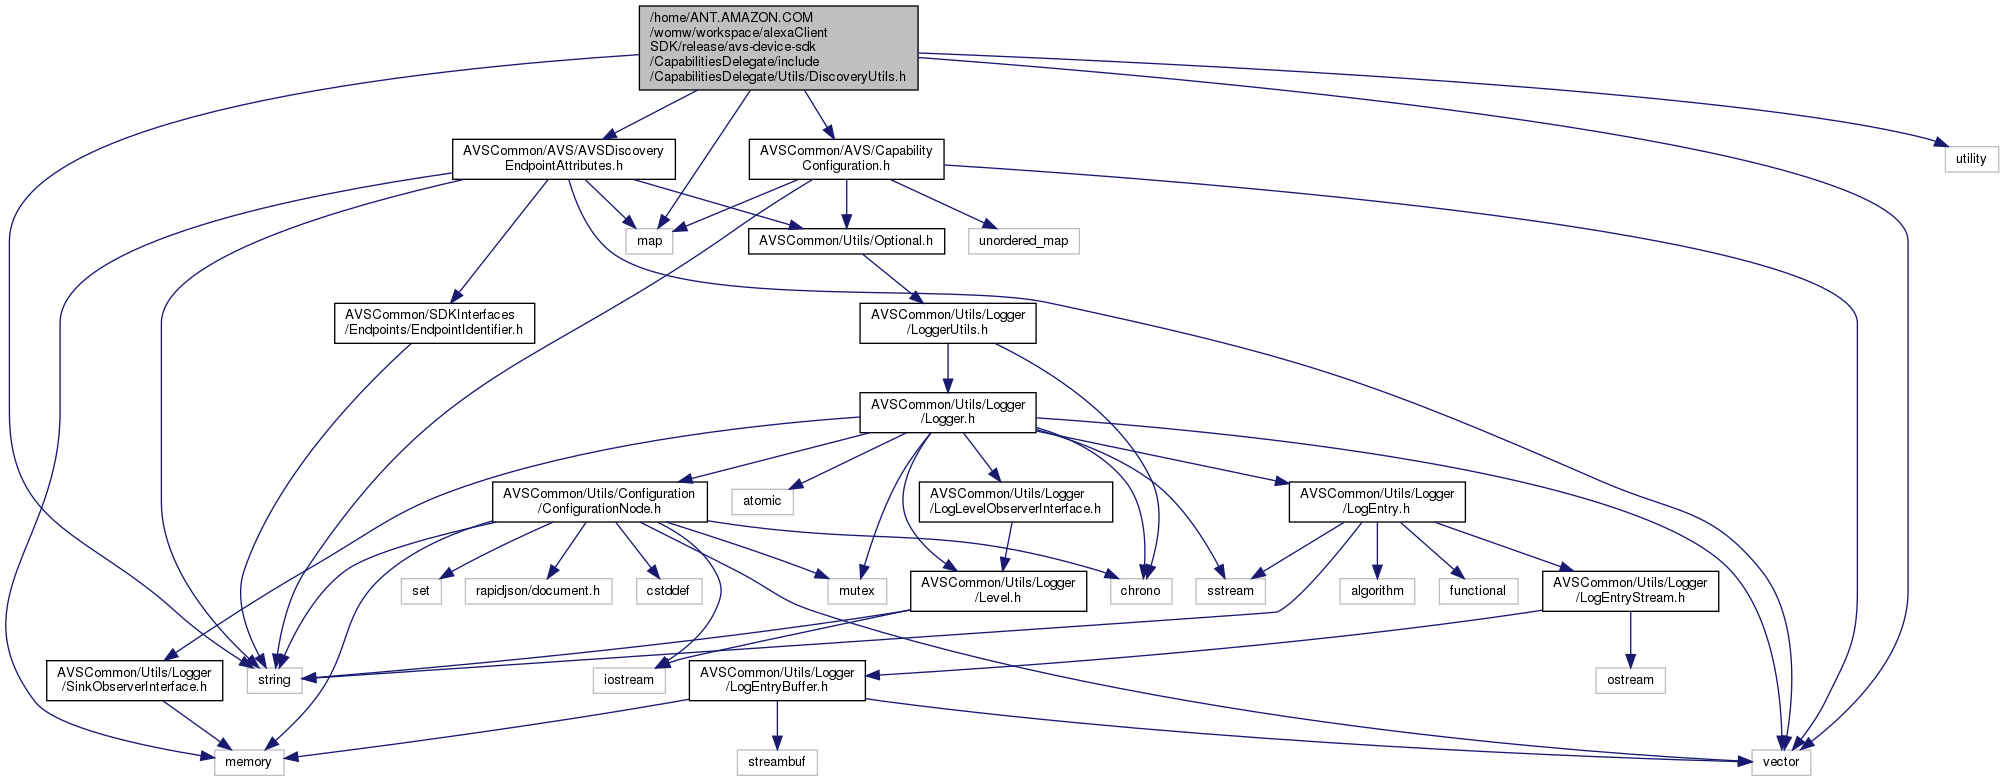 /home/ANT.AMAZON.COM
/womw/workspace/alexaClient
SDK/release/avs-device-sdk
/CapabilitiesDelegate/include
/CapabilitiesDelegate/Utils/DiscoveryUtils.h
AVSCommon/AVS/AVSDiscovery
EndpointAttributes.h
AVSCommon/AVS/Capability
Configuration.h
utility
map
AVSCommon/Utils/Optional.h
unordered_map
AVSCommon/SDKInterfaces
/Endpoints/EndpointIdentifier.h
AVSCommon/Utils/Logger
/LoggerUtils.h
AVSCommon/Utils/Logger
/Logger.h
AVSCommon/Utils/Configuration
/ConfigurationNode.h
atomic
AVSCommon/Utils/Logger
/LogLevelObserverInterface.h
AVSCommon/Utils/Logger
/LogEntry.h
set
rapidjson/document.h
cstddef
mutex
AVSCommon/Utils/Logger
/Level.h
chrono
sstream
algorithm
functional
AVSCommon/Utils/Logger
/LogEntryStream.h
AVSCommon/Utils/Logger
/SinkObserverInterface.h
string
iostream
AVSCommon/Utils/Logger
/LogEntryBuffer.h
ostream
memory
streambuf
vector